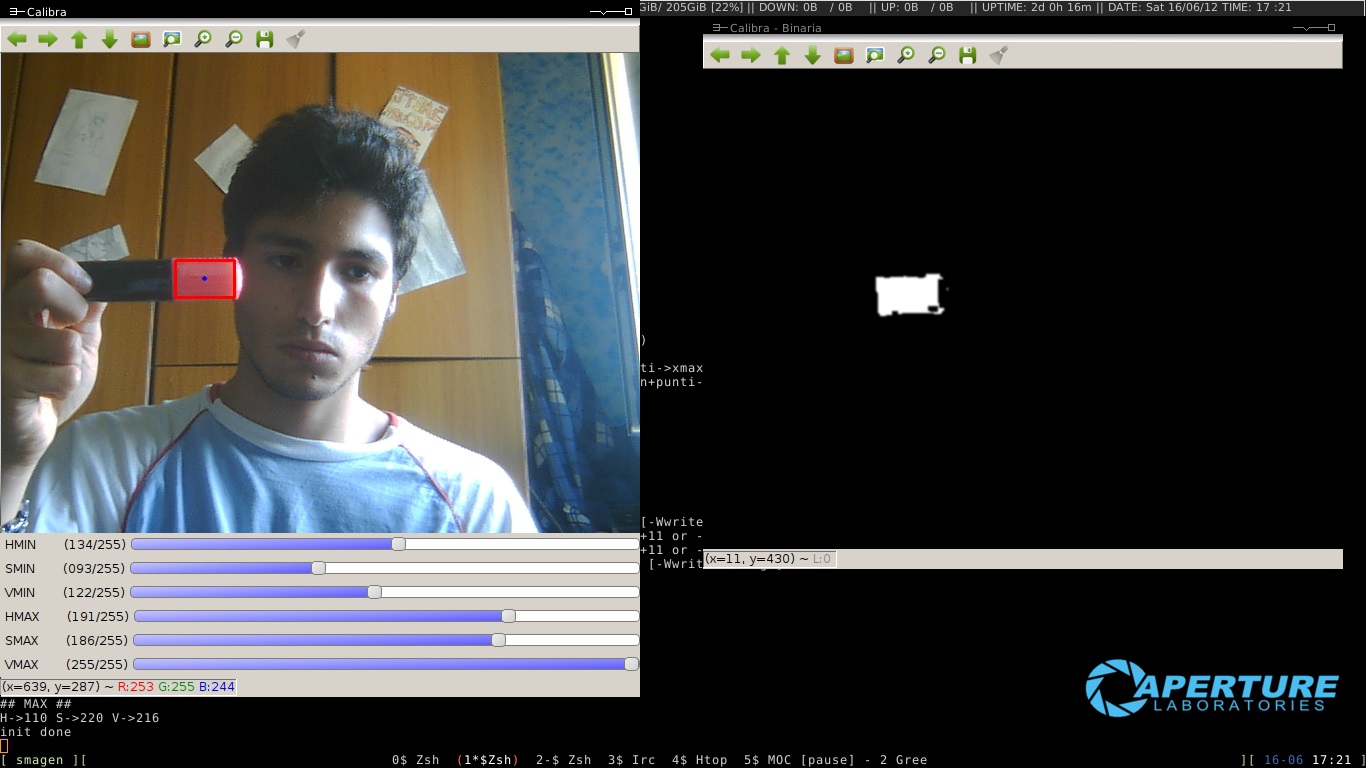 Calibra
GiB/ 205GiB [22%] || DOWN: 0B / 0B || UP: 0B / 0B || UPTIME: 2d 0h 16m || DATE: Sat 16/06/12 TIME: 17 :21
Calibra - Binaria
)
ti->xmax
n+punti-
[-Wwrite
+11 or -
+11 or -
[-Wwrit
(x=11, y=430) ~ L:0
HMIN (134/255)
SMIN (093/255)
VMIN (122/255)
HMAX (191/255)
SMAX (186/255)
VMAX (255/255)
(x=639, y=287) ~ R:253 G:255 B:244
## MAX ##
H->110 S->220 V->216
init done
APERTURE
LABORATORIES
[ smagen ][ 0$ Zsh (1*$Zsh) 2-$ Zsh 3$ Irc 4$ Htop 5$ MOC [pause] - 2 Gree ][ 16-06 17:21 ]